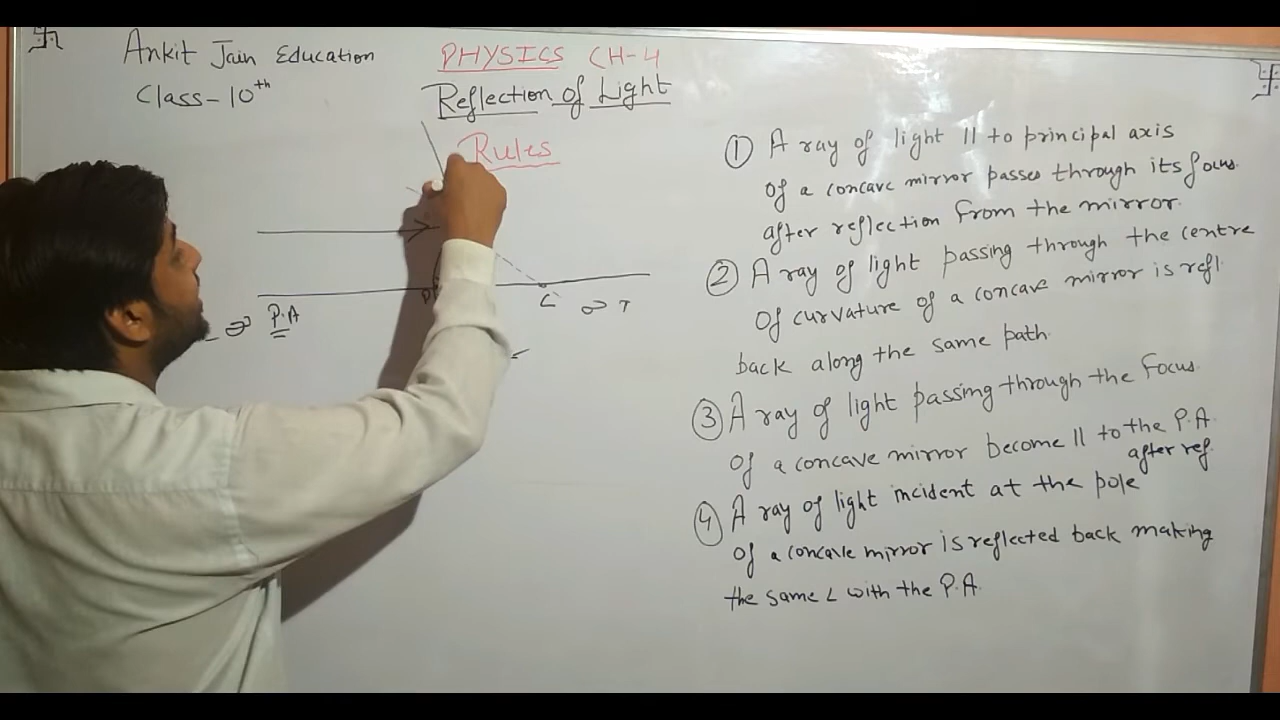 Ankit Jain Education
Class-10th
PHYSICS CH-4
Reflection of Light
Rules
① A ray of light || to principal axis
of a concave mirror passes through its focus.
after reflection from the mirror.
② A ray of light passing through the centre
of curvature of a concave mirror is refl.
back along the same path.
③ A ray of light passing through the Focus.
of a concave mirror become || to the P.A.
after ref.
④ A ray of light incident at the pole
of a concave mirror is reflected back making
the same ∠ with the P.A.
P.A
C